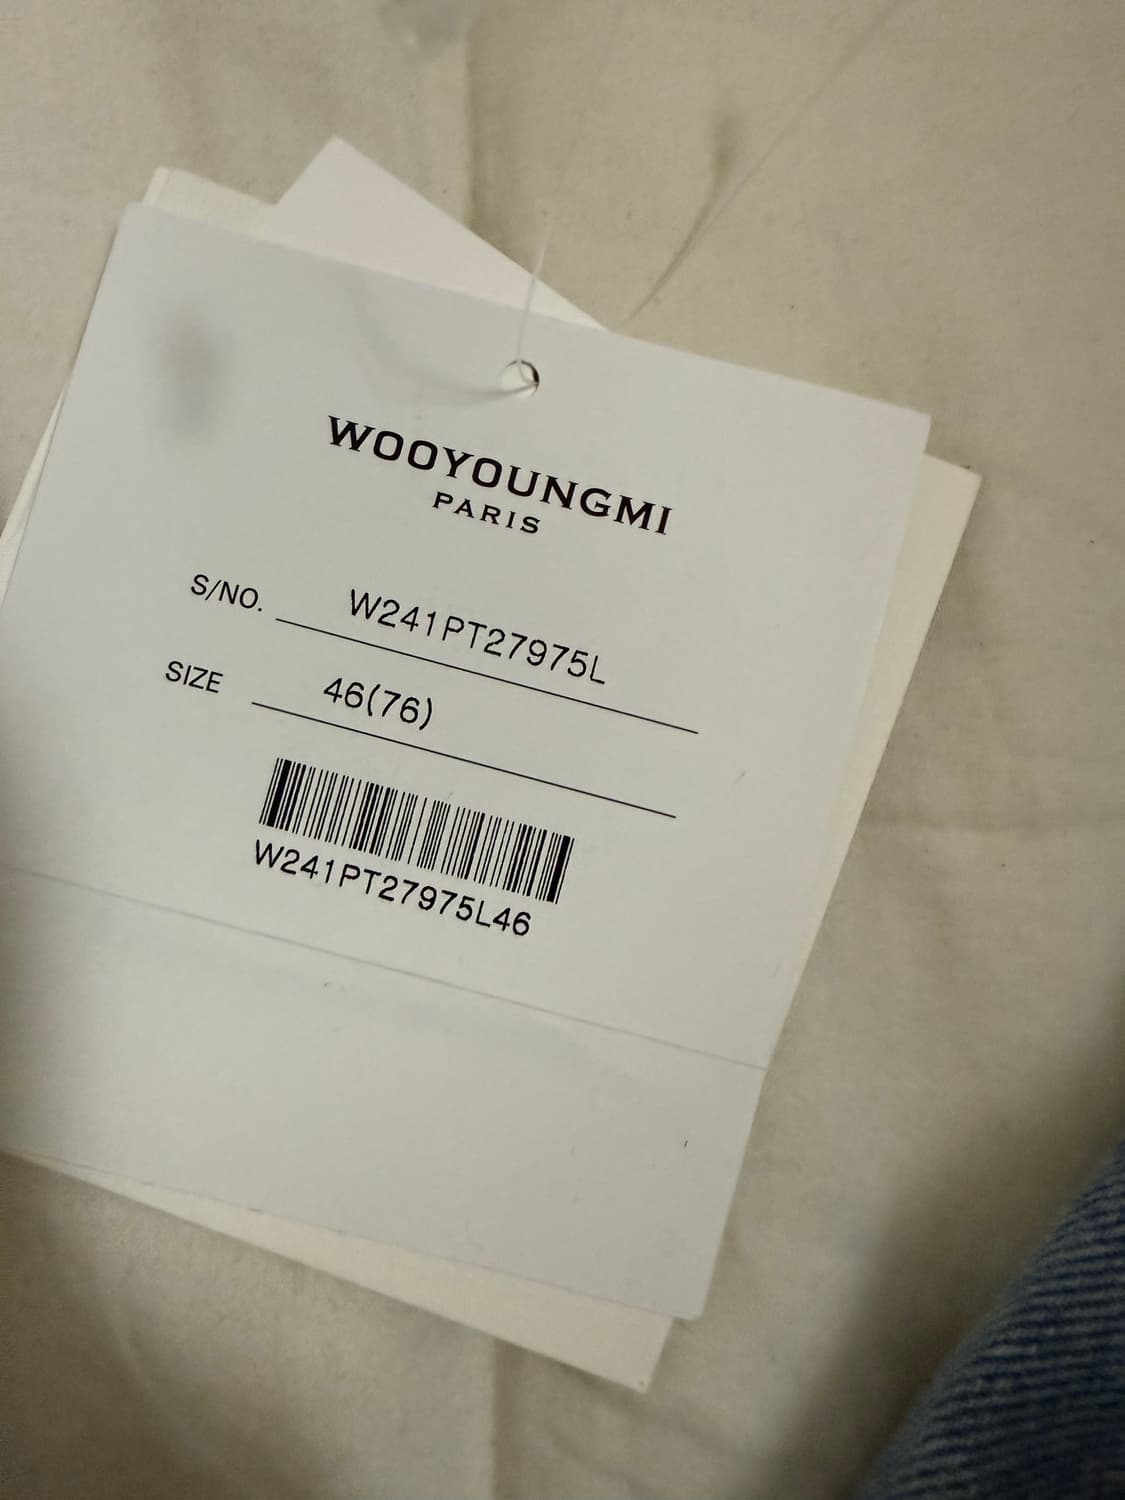 WOOYOUNGMI
PARIS
S/NO. W241PT27975L
SIZE 46(76)
W241PT27975L46